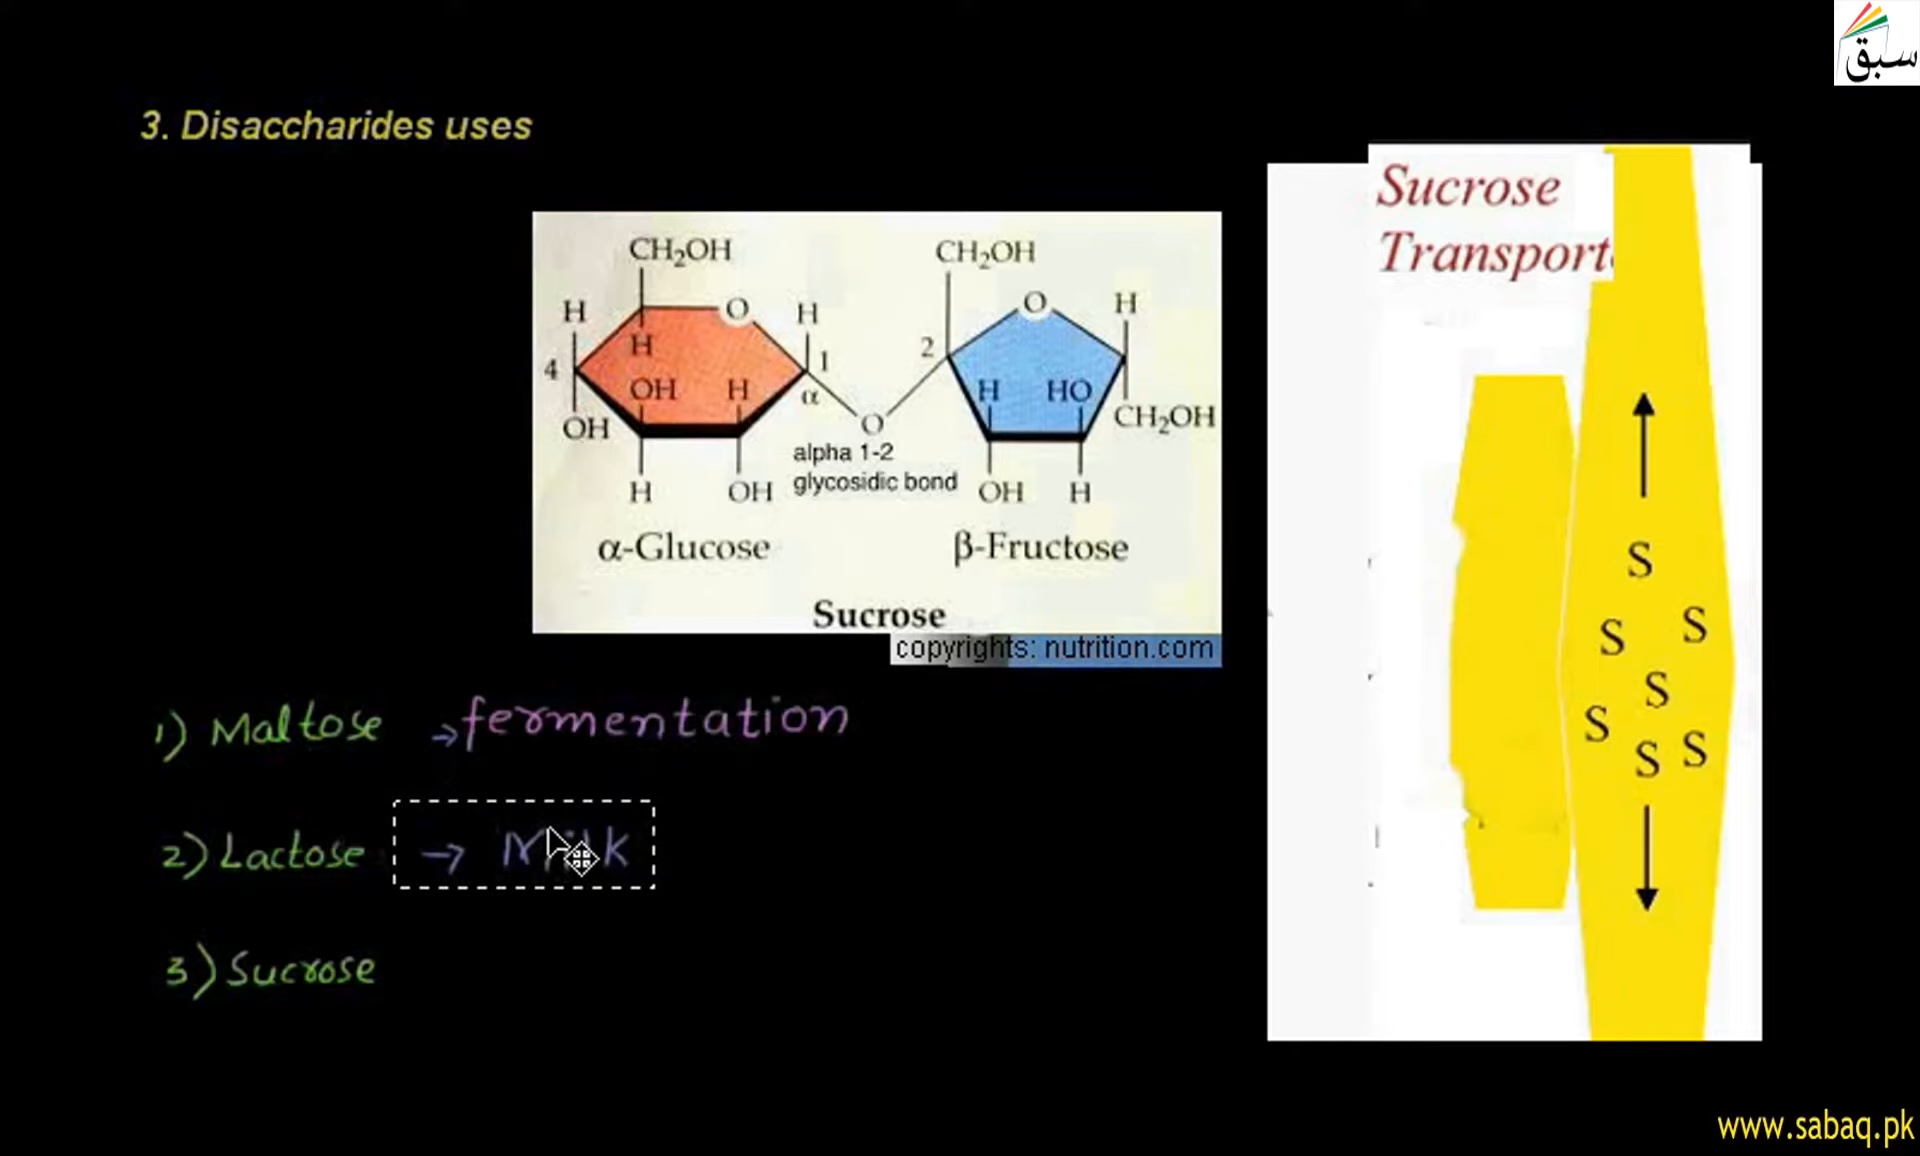 سبق
3. Disaccharides uses
CH₂OH
CH₂OH
H
O
H
O
H
H
4
1
2
OH
H
α
H
HO
OH
O
CH₂OH
alpha 1-2
glycosidic bond
H
OH
OH
H
α-Glucose
β-Fructose
Sucrose
copyrights: nutrition.com
Sucrose
Transport
S
S
S
S
S
S
S
1) Maltose → fermentation
2) Lactose → Milk
3) Sucrose
www.sabaq.pk